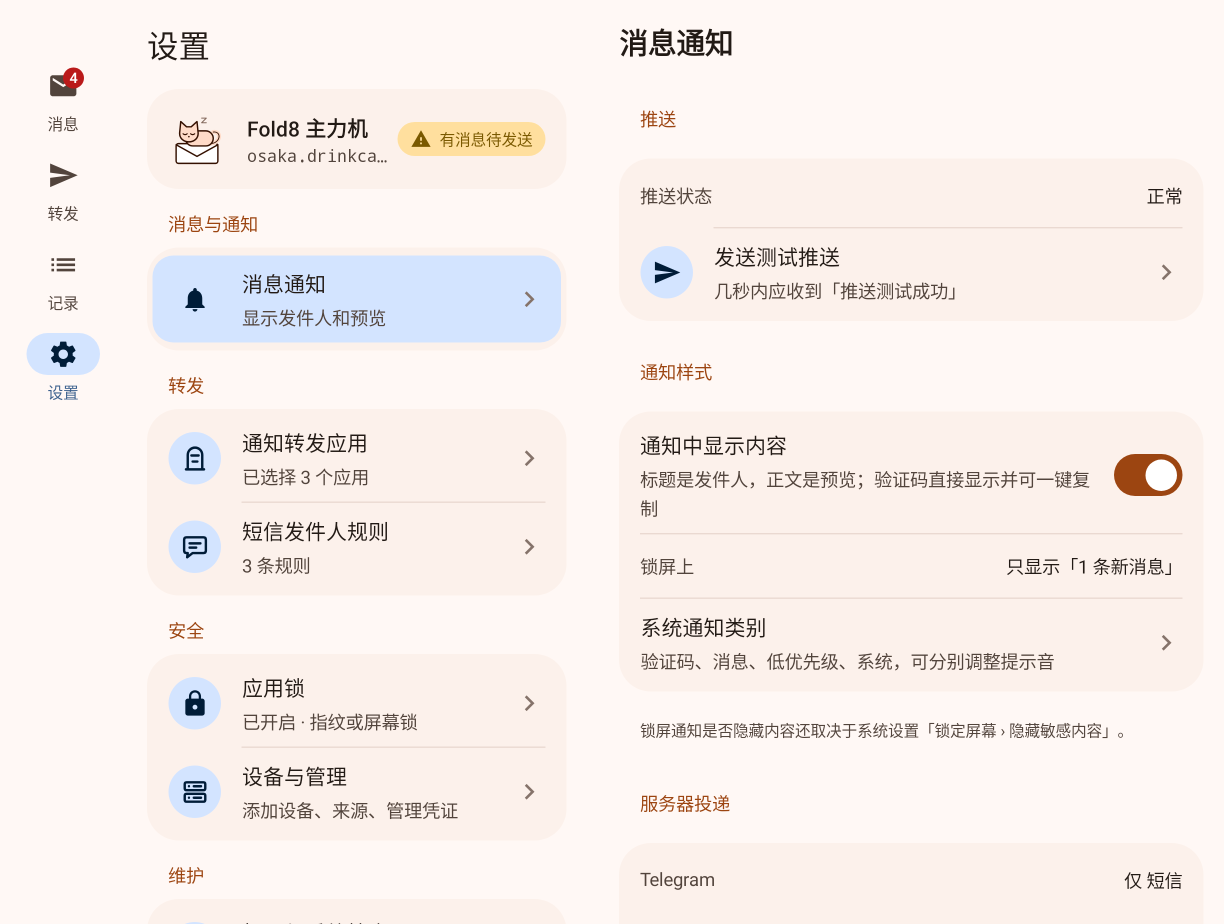 4
消息
转发
记录
设置
设置
z
Fold8 主力机
osaka.drinkca…
有消息待发送
消息与通知
消息通知
显示发件人和预览
转发
通知转发应用
已选择 3 个应用
短信发件人规则
3 条规则
安全
应用锁
已开启 · 指纹或屏幕锁
设备与管理
添加设备、来源、管理凭证
维护
消息通知
推送
推送状态
正常
发送测试推送
几秒内应收到「推送测试成功」
通知样式
通知中显示内容
标题是发件人，正文是预览；验证码直接显示并可一键复
制
锁屏上
只显示「1 条新消息」
系统通知类别
验证码、消息、低优先级、系统，可分别调整提示音
锁屏通知是否隐藏内容还取决于系统设置「锁定屏幕 › 隐藏敏感内容」。
服务器投递
Telegram
仅 短信